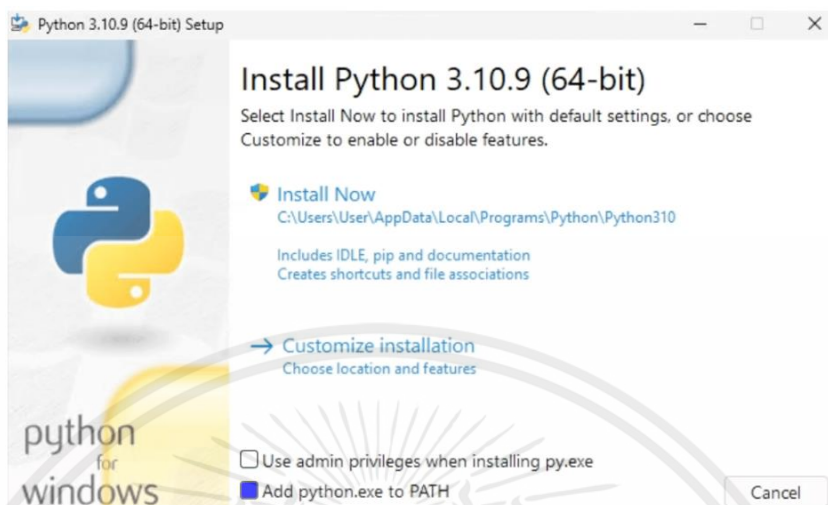 Python 3.10.9 (64-bit) Setup
Install Python 3.10.9 (64-bit)
Select Install Now to install Python with default settings, or choose
Customize to enable or disable features.
Install Now
C:\Users\User\AppData\Local\Programs\Python\Python310
Includes IDLE, pip and documentation
Creates shortcuts and file associations
Customize installation
Choose location and features
python
for
windows
Use admin privileges when installing py.exe
Add python.exe to PATH
Cancel